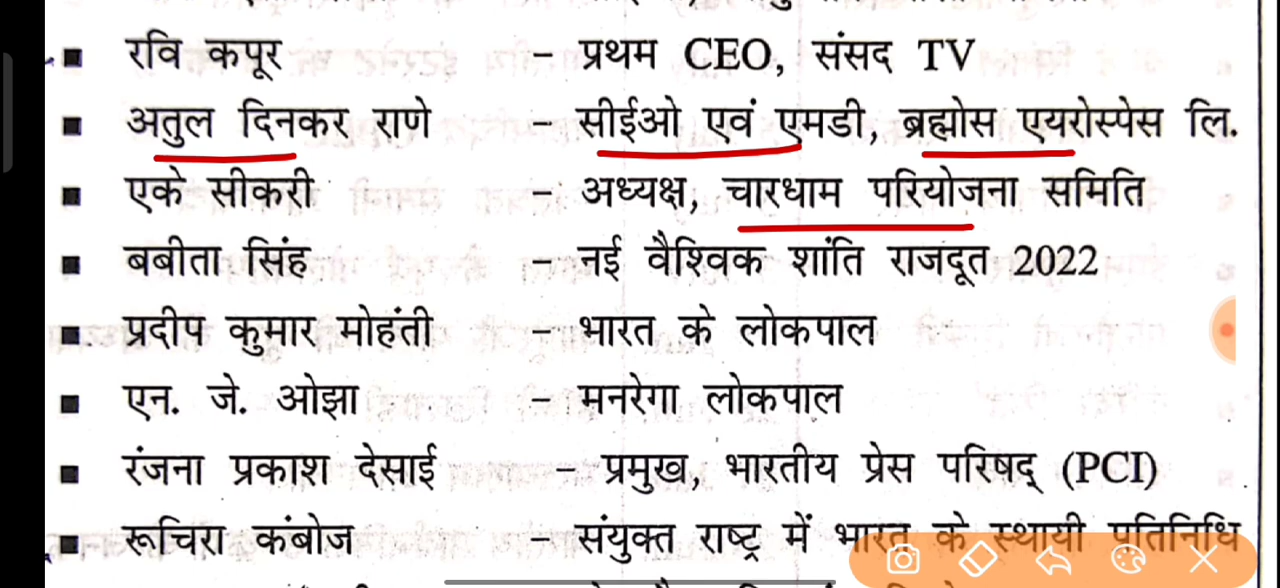 ■ रवि कपूर – प्रथम CEO, संसद TV
■ अतुल दिनकर राणे – सीईओ एवं एमडी, ब्रह्मोस एयरोस्पेस लि.
■ एके सीकरी – अध्यक्ष, चारधाम परियोजना समिति
■ बबीता सिंह – नई वैश्विक शांति राजदूत 2022
■ प्रदीप कुमार मोहंती – भारत के लोकपाल
■ एन. जे. ओझा – मनरेगा लोकपाल
■ रंजना प्रकाश देसाई – प्रमुख, भारतीय प्रेस परिषद् (PCI)
■ रूचिरा कंबोज – संयुक्त राष्ट्र में भारत के स्थायी प्रतिनिधि